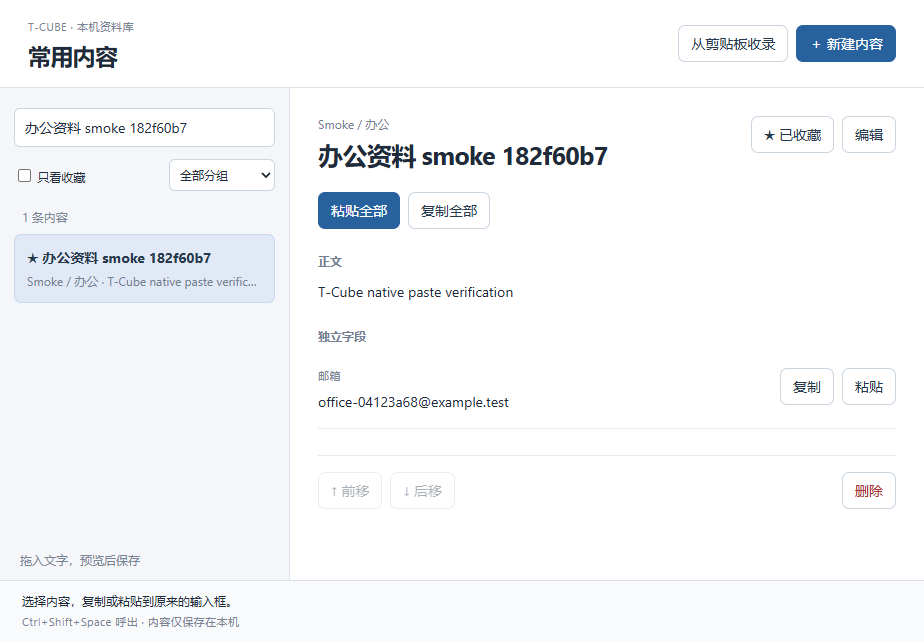 T-CUBE · 本机资料库
常用内容
从剪贴板收录
+ 新建内容
办公资料 smoke 182f60b7
只看收藏
全部分组
1 条内容
★ 办公资料 smoke 182f60b7
Smoke / 办公 · T-Cube native paste verific...
拖入文字，预览后保存
Smoke / 办公
办公资料 smoke 182f60b7
★ 已收藏
编辑
粘贴全部
复制全部
正文
T-Cube native paste verification
独立字段
邮箱
office-04123a68@example.test
复制
粘贴
↑ 前移
↓ 后移
删除
选择内容，复制或粘贴到原来的输入框。
Ctrl+Shift+Space 呼出 · 内容仅保存在本机